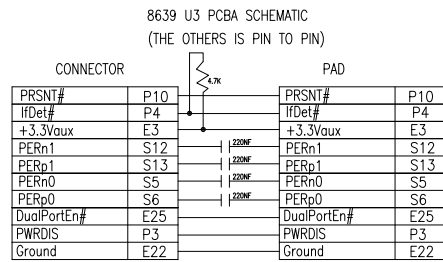 8639 U3 PCBA SCHEMATIC
(THE OTHERS IS PIN TO PIN)
CONNECTOR PAD
4.7K
PRSNT# P10 PRSNT# P10
IfDet# P4 IfDet# P4
+3.3Vaux E3 +3.3Vaux E3
PERn1 S12 220NF PERn1 S12
PERp1 S13 220NF PERp1 S13
PERn0 S5 220NF PERn0 S5
PERp0 S6 220NF PERp0 S6
DualPortEn# E25 DualPortEn# E25
PWRDIS P3 PWRDIS P3
Ground E22 Ground E22